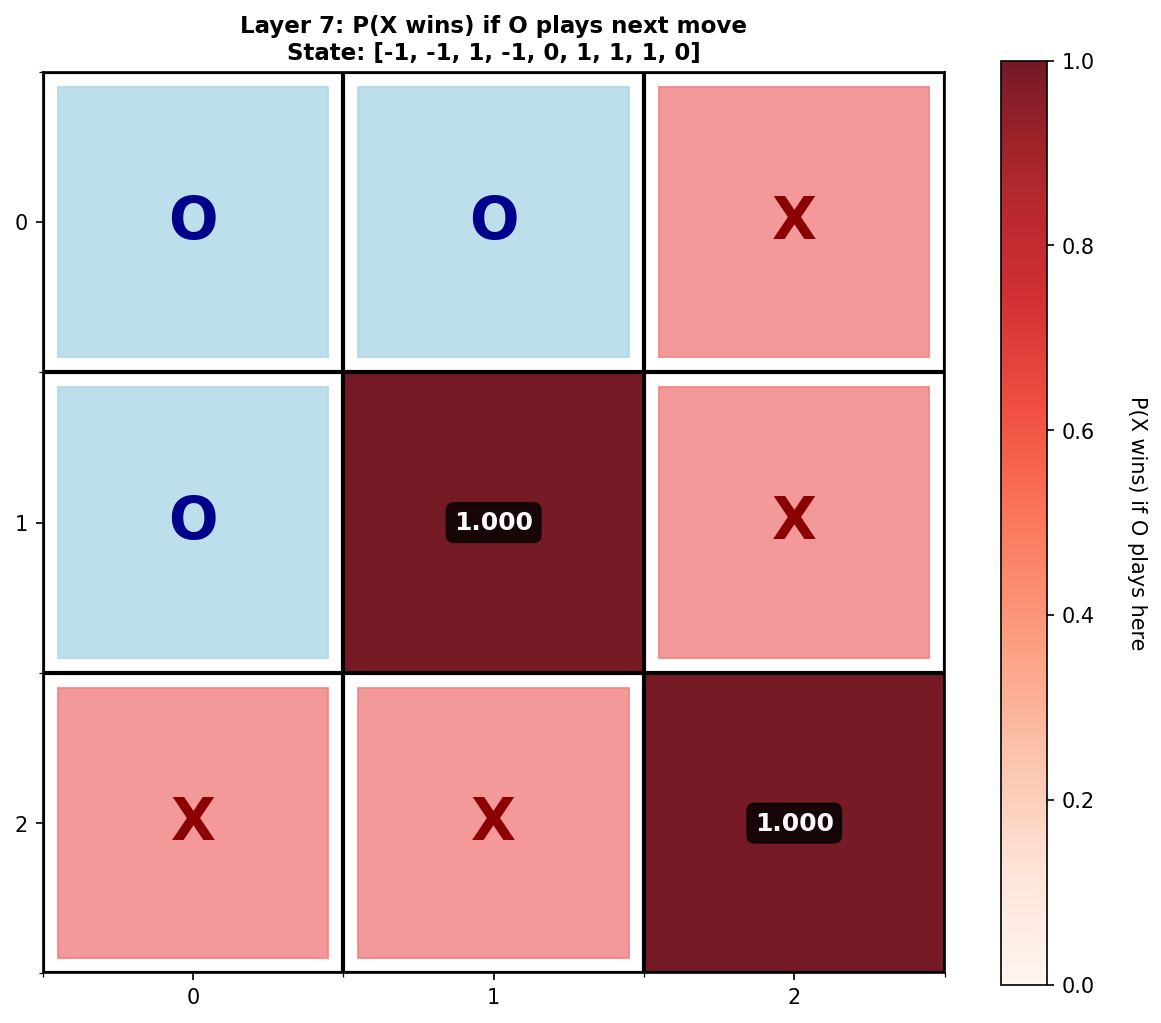 Layer 7: P(X wins) if O plays next move
State: [-1, -1, 1, -1, 0, 1, 1, 1, 0]
O O X
O 1.000 X
X X 1.000
0
1
2
0 1 2
1.0
0.8
0.6
0.4
0.2
0.0
P(X wins) if O plays here